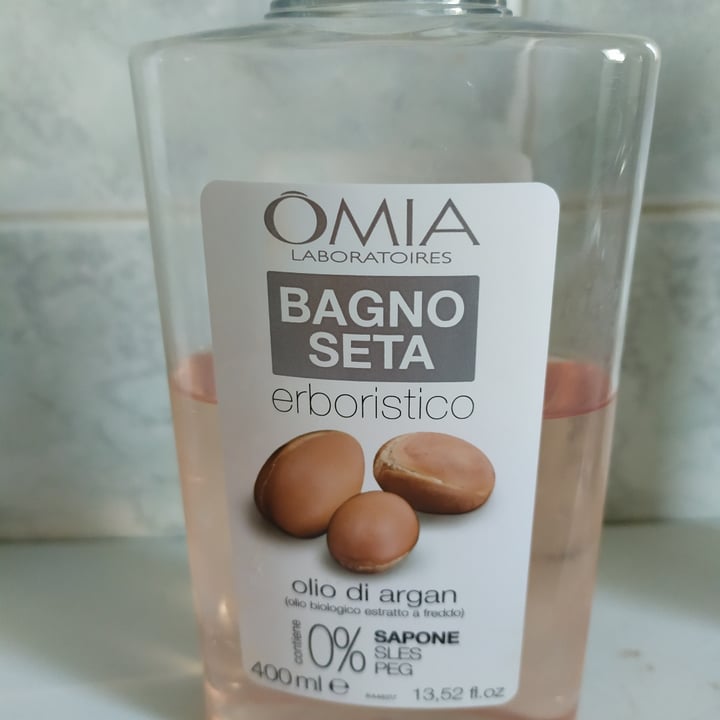 ÔMIA
LABORATOIRES
BAGNO
SETA
erboristico
olio di argan
(olio biologico estratto a freddo)
contiene
0%
SAPONE
SLES
PEG
400 ml ℮
13,52 fl.oz